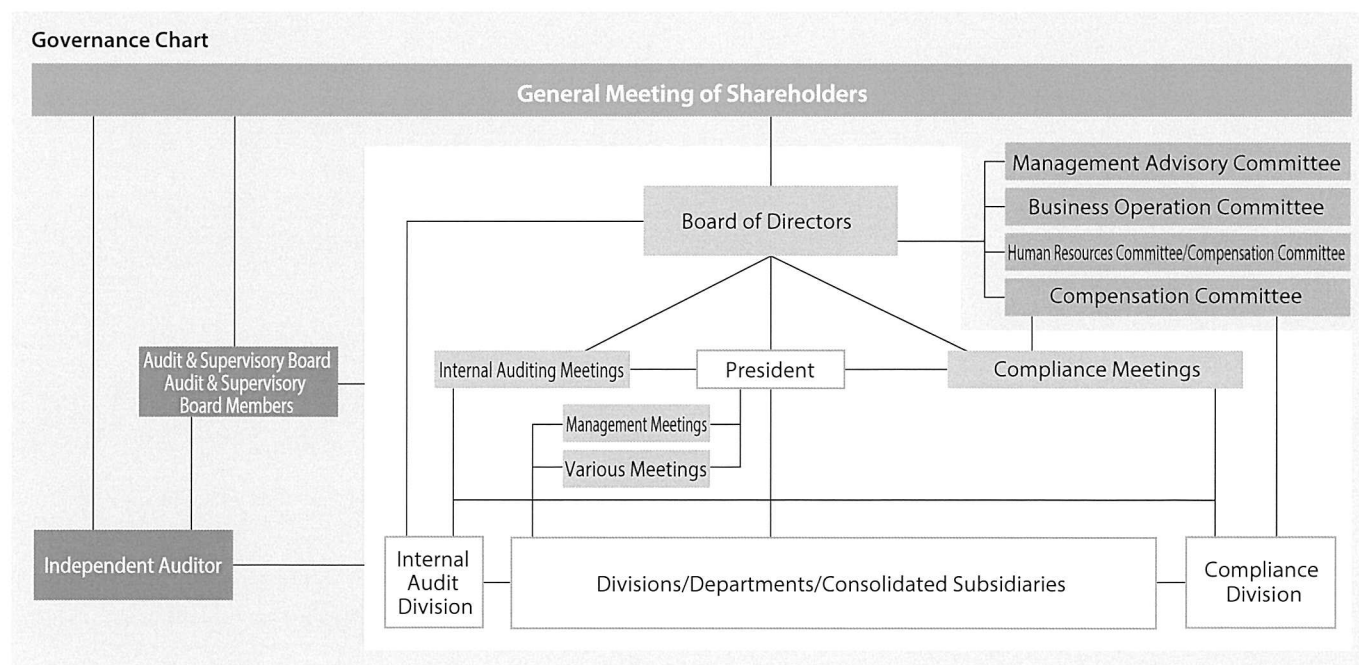 Governance Chart
General Meeting of Shareholders
Management Advisory Committee
Board of Directors
Business Operation Committee
Human Resources Committee/Compensation Committee
Compensation Committee
Audit & Supervisory Board
Audit & Supervisory
Board Members
Internal Auditing Meetings
President
Compliance Meetings
Management Meetings
Various Meetings
Independent Auditor
Internal
Audit
Division
Divisions/Departments/Consolidated Subsidiaries
Compliance
Division